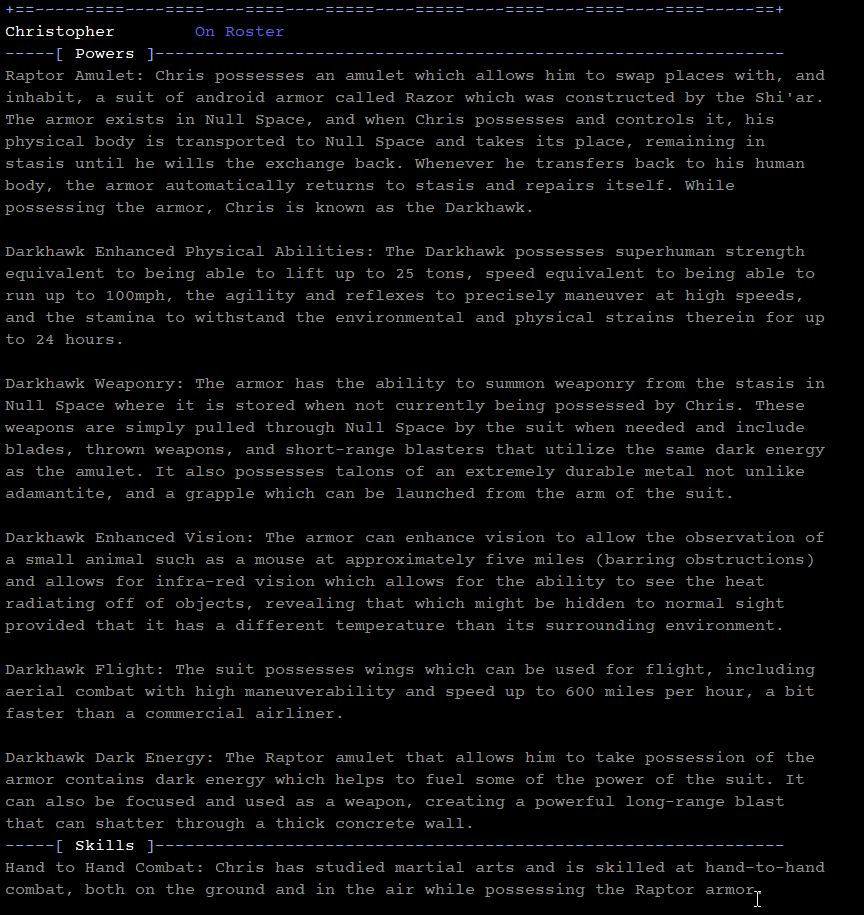 +==-----====----====----====----=====----=====----====----====----====-----==+
Christopher        On Roster
-----[ Powers ]---------------------------------------------------------------
Raptor Amulet: Chris possesses an amulet which allows him to swap places with, and
inhabit, a suit of android armor called Razor which was constructed by the Shi'ar.
The armor exists in Null Space, and when Chris possesses and controls it, his
physical body is transported to Null Space and takes its place, remaining in
stasis until he wills the exchange back. Whenever he transfers back to his human
body, the armor automatically returns to stasis and repairs itself. While
possessing the armor, Chris is known as the Darkhawk.

Darkhawk Enhanced Physical Abilities: The Darkhawk possesses superhuman strength
equivalent to being able to lift up to 25 tons, speed equivalent to being able to
run up to 100mph, the agility and reflexes to precisely maneuver at high speeds,
and the stamina to withstand the environmental and physical strains therein for up
to 24 hours.

Darkhawk Weaponry: The armor has the ability to summon weaponry from the stasis in
Null Space where it is stored when not currently being possessed by Chris. These
weapons are simply pulled through Null Space by the suit when needed and include
blades, thrown weapons, and short-range blasters that utilize the same dark energy
as the amulet. It also possesses talons of an extremely durable metal not unlike
adamantite, and a grapple which can be launched from the arm of the suit.

Darkhawk Enhanced Vision: The armor can enhance vision to allow the observation of
a small animal such as a mouse at approximately five miles (barring obstructions)
and allows for infra-red vision which allows for the ability to see the heat
radiating off of objects, revealing that which might be hidden to normal sight
provided that it has a different temperature than its surrounding environment.

Darkhawk Flight: The suit possesses wings which can be used for flight, including
aerial combat with high maneuverability and speed up to 600 miles per hour, a bit
faster than a commercial airliner.

Darkhawk Dark Energy: The Raptor amulet that allows him to take possession of the
armor contains dark energy which helps to fuel some of the power of the suit. It
can also be focused and used as a weapon, creating a powerful long-range blast
that can shatter through a thick concrete wall.
-----[ Skills ]---------------------------------------------------------------
Hand to Hand Combat: Chris has studied martial arts and is skilled at hand-to-hand
combat, both on the ground and in the air while possessing the Raptor armor.